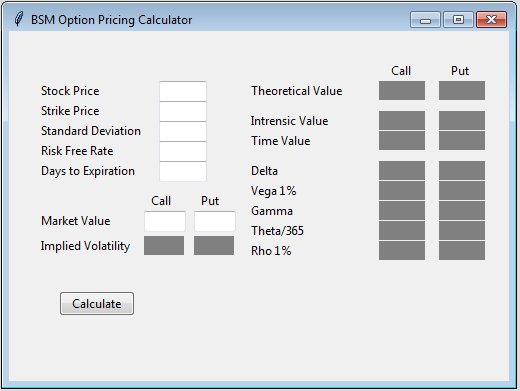 BSM Option Pricing Calculator
Call Put
Stock Price
Strike Price
Standard Deviation
Risk Free Rate
Days to Expiration
Call Put
Market Value
Implied Volatility
Theoretical Value
Intrensic Value
Time Value
Delta
Vega 1%
Gamma
Theta/365
Rho 1%
Calculate